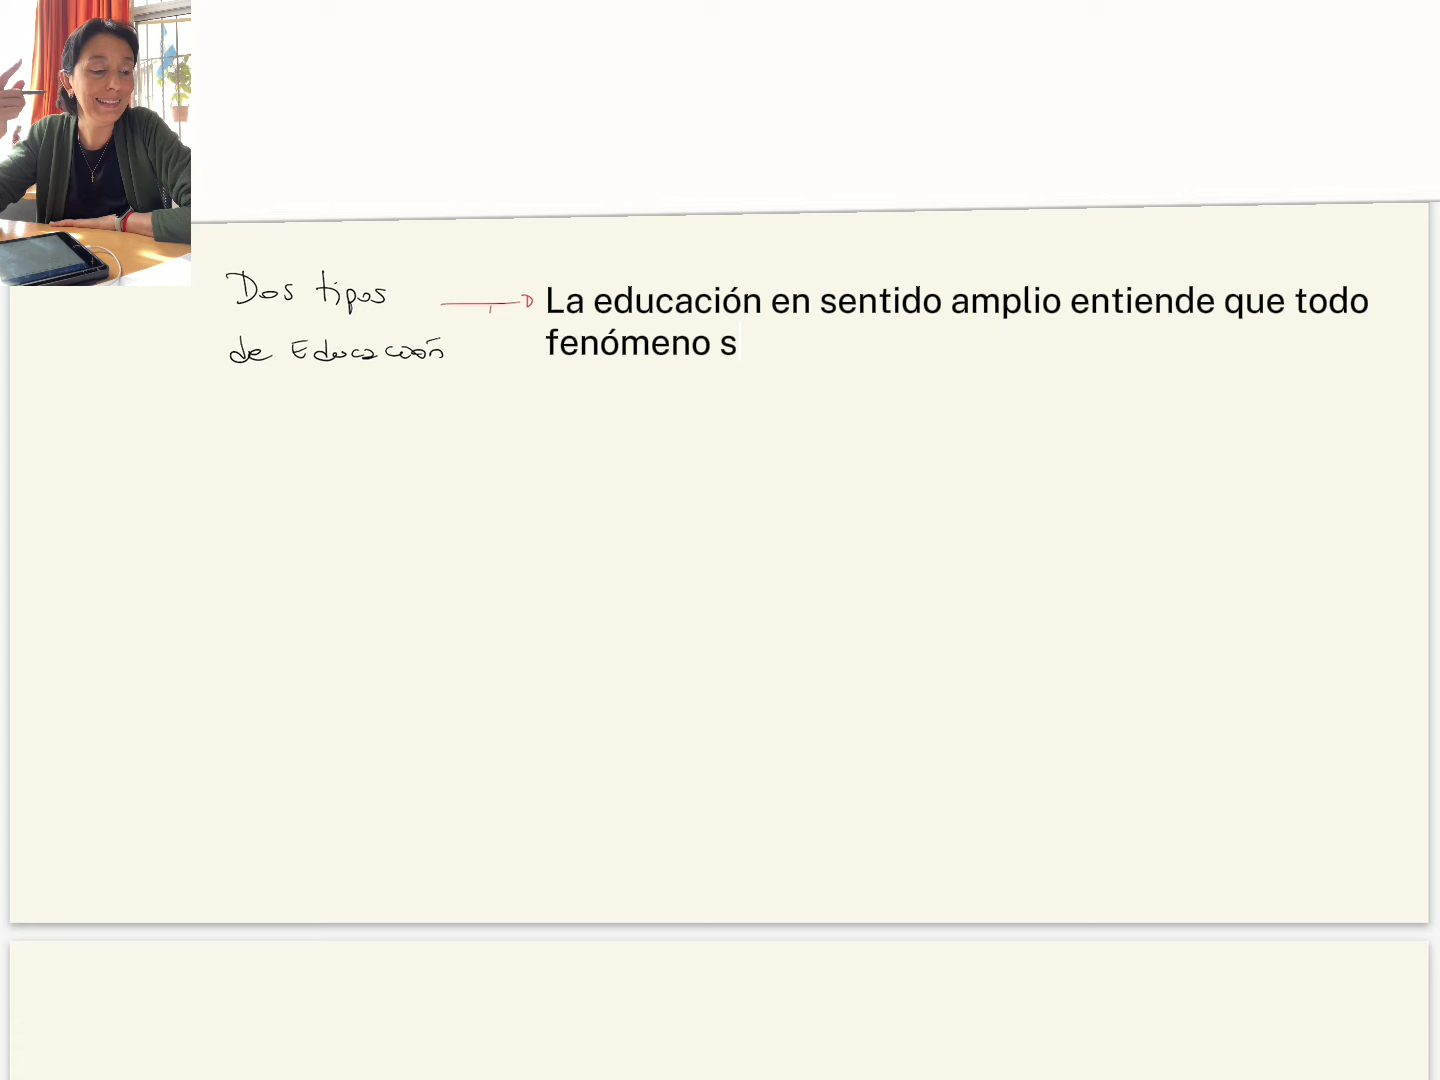 Dos tipos
de Educación
La educación en sentido amplio entiende que todo
fenómeno s